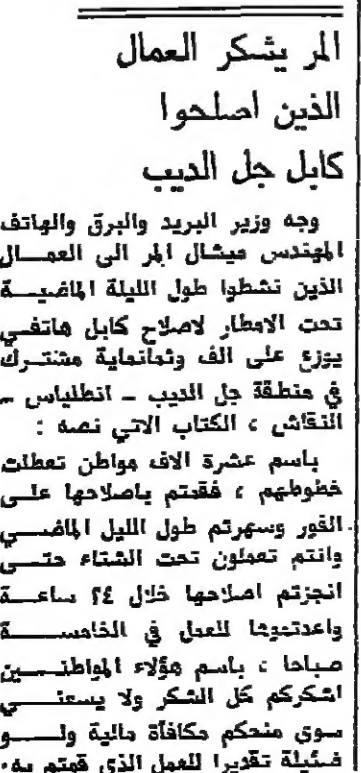 المر يشكر العمال
الذين اصلحوا
كابل جل الديب
وجه وزير البريد والبرق والهاتف
المهندس ميشال المر الى العمال
الذين نشطوا طول الليلة الماضية
تحت الامطار لاصلاح كابل هاتفي
يوزع على الف وثمانماية مشترك
في منطقة جل الديب ـ انطلياس ـ
النقاش ، الكتاب الاتي نصه :
باسم عشرة الاف مواطن تعطلت
خطوطهم ، فقمتم باصلاحها على
الفور وسهرتم طول الليل الماضي
وانتم تعملون تحت الشتاء حتى
انجزتم اصلاحها خلال ٢٤ ساعة
واعدتموها للعمل في الخامسة
صباحا ، باسم هؤلاء المواطنين
اشكركم كل الشكر ولا يسعني
سوى منحكم مكافأة مالية ولو
ضئيلة تقديرا للعمل الذي قمتم به.